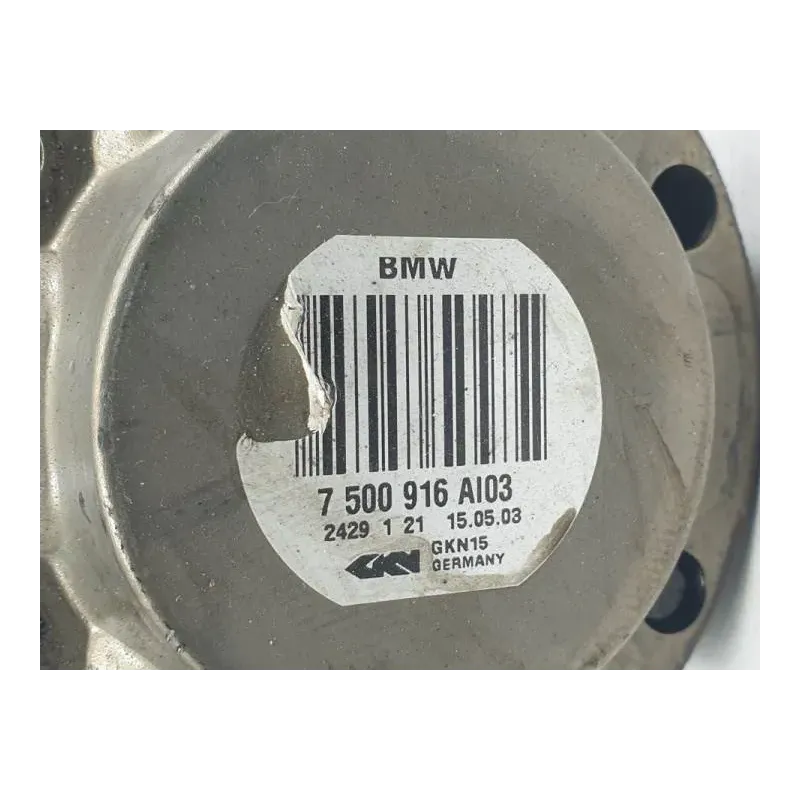 BMW
7 500 916 AI03
2429 1 21 15.05.03
GKN GKN15
GERMANY